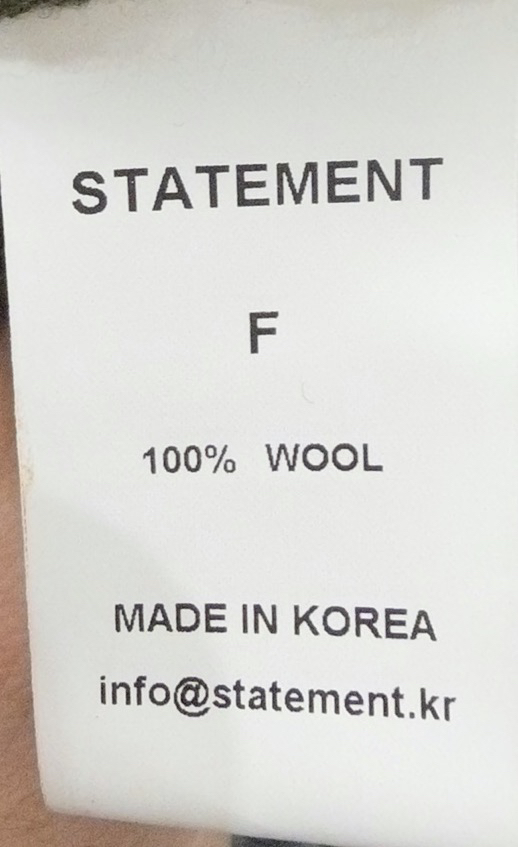 STATEMENT
F
100% WOOL
MADE IN KOREA
info@statement.kr